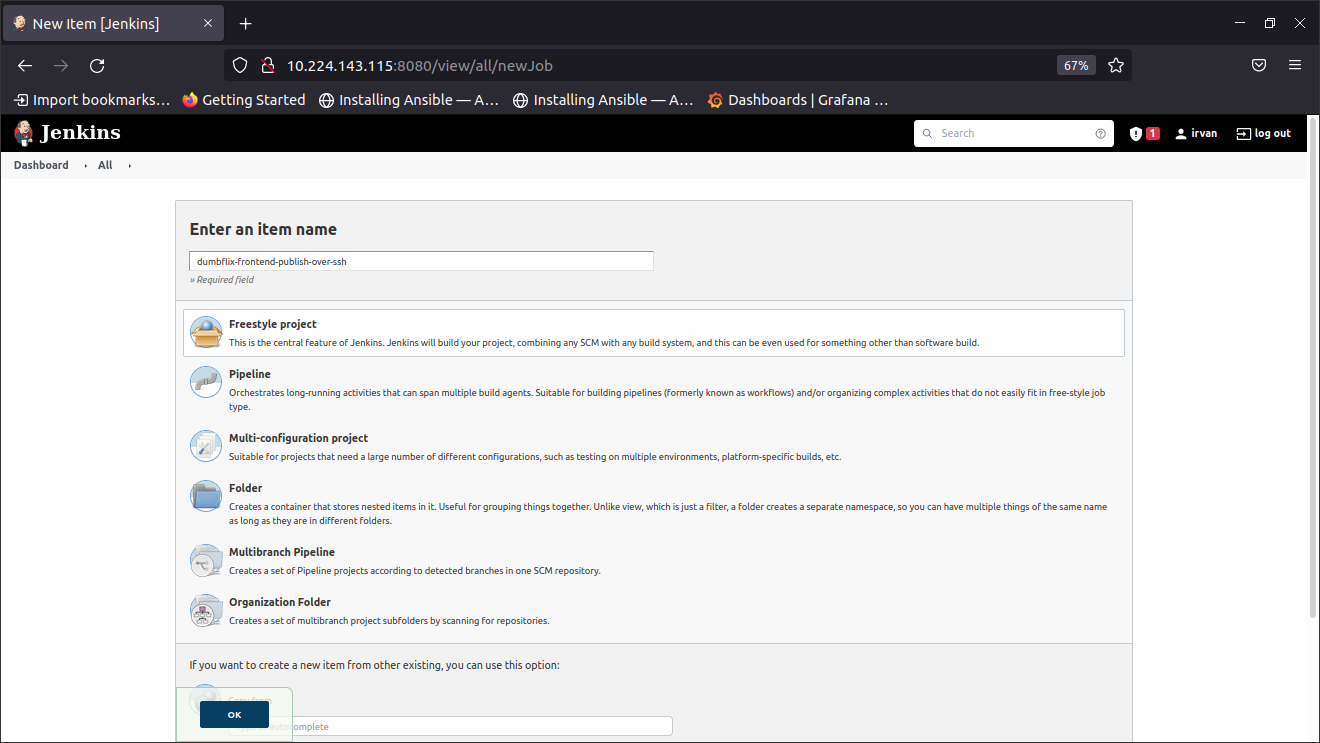 New Item [Jenkins]
10.224.143.115:8080/view/all/newJob
67%
Import bookmarks…
Getting Started
Installing Ansible — A…
Installing Ansible — A…
Dashboards | Grafana …
Jenkins
Search
1
irvan
log out
Dashboard
All
Enter an item name
dumbflix-frontend-publish-over-ssh
» Required field
Freestyle project
This is the central feature of Jenkins. Jenkins will build your project, combining any SCM with any build system, and this can be even used for something other than software build.
Pipeline
Orchestrates long-running activities that can span multiple build agents. Suitable for building pipelines (formerly known as workflows) and/or organizing complex activities that do not easily fit in free-style job
type.
Multi-configuration project
Suitable for projects that need a large number of different configurations, such as testing on multiple environments, platform-specific builds, etc.
Folder
Creates a container that stores nested items in it. Useful for grouping things together. Unlike view, which is just a filter, a folder creates a separate namespace, so you can have multiple things of the same name
as long as they are in different folders.
Multibranch Pipeline
Creates a set of Pipeline projects according to detected branches in one SCM repository.
Organization Folder
Creates a set of multibranch project subfolders by scanning for repositories.
If you want to create a new item from other existing, you can use this option:
Copy from
OK
Type to autocomplete